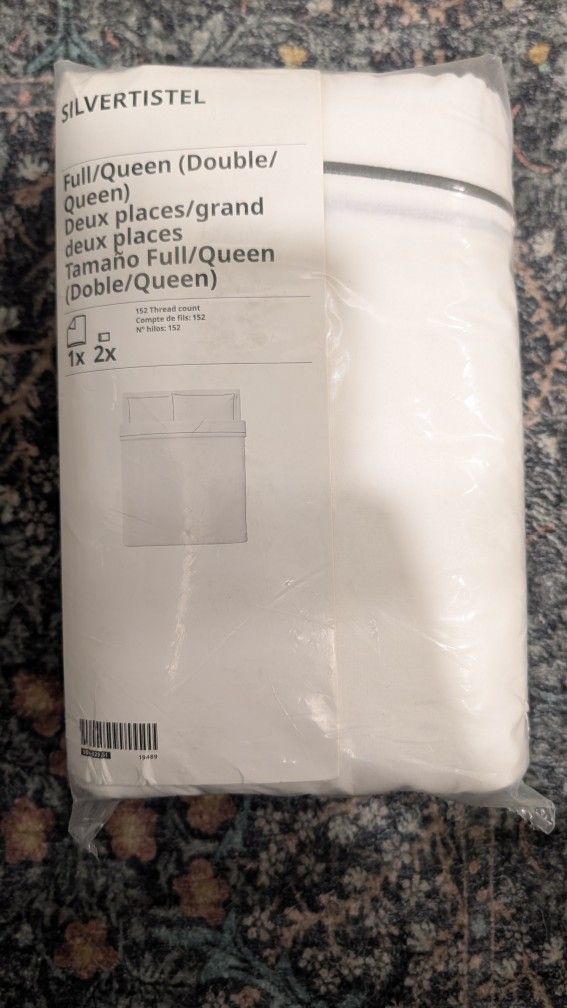 SILVERTISTEL
Full/Queen (Double/
Queen)
Deux places/grand
deux places
Tamaño Full/Queen
(Doble/Queen)
152 Thread count
Compte de fils: 152
N° hilos: 152
1x 2x
19489